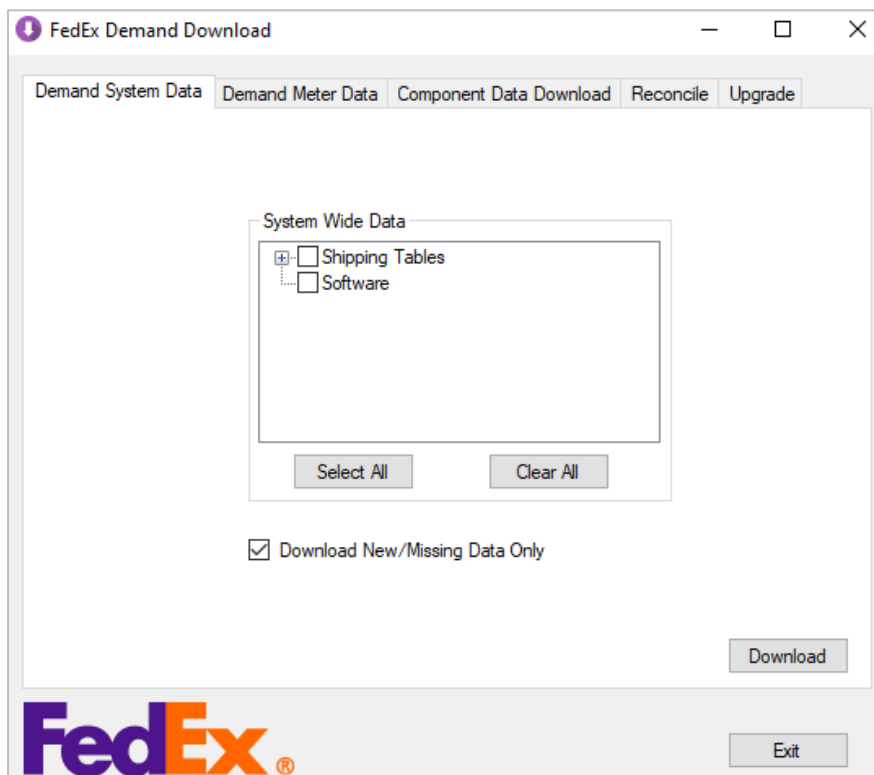 FedEx Demand Download
Demand System Data Demand Meter Data Component Data Download Reconcile Upgrade
System Wide Data
Shipping Tables
Software
Select All Clear All
Download New/Missing Data Only
Download
FedEx®
Exit